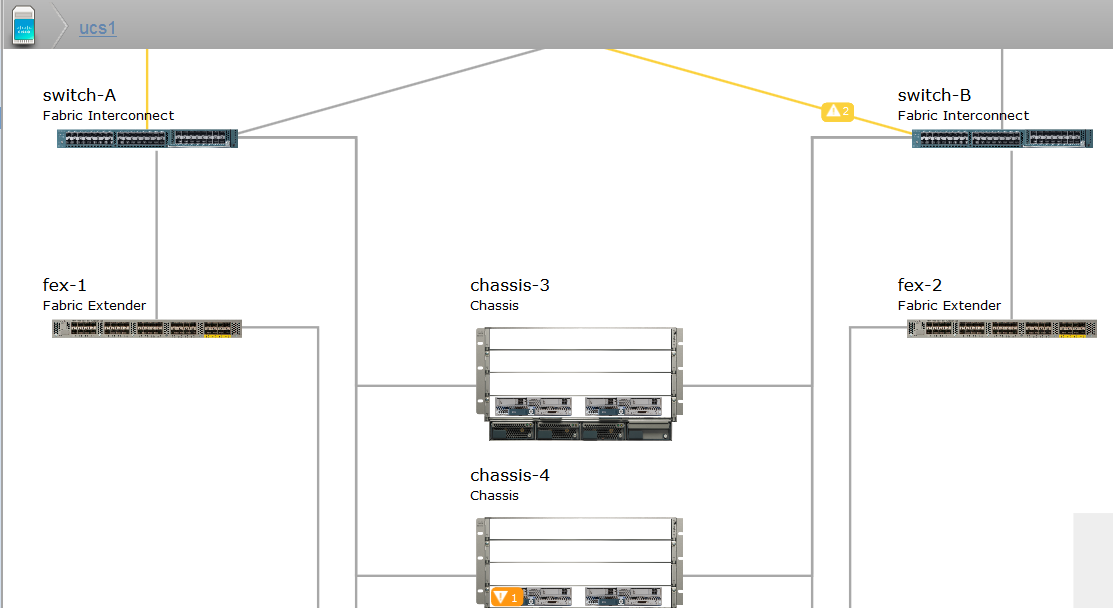 ucs1
switch-A
Fabric Interconnect
2
switch-B
Fabric Interconnect
fex-1
Fabric Extender
chassis-3
Chassis
fex-2
Fabric Extender
chassis-4
Chassis
1